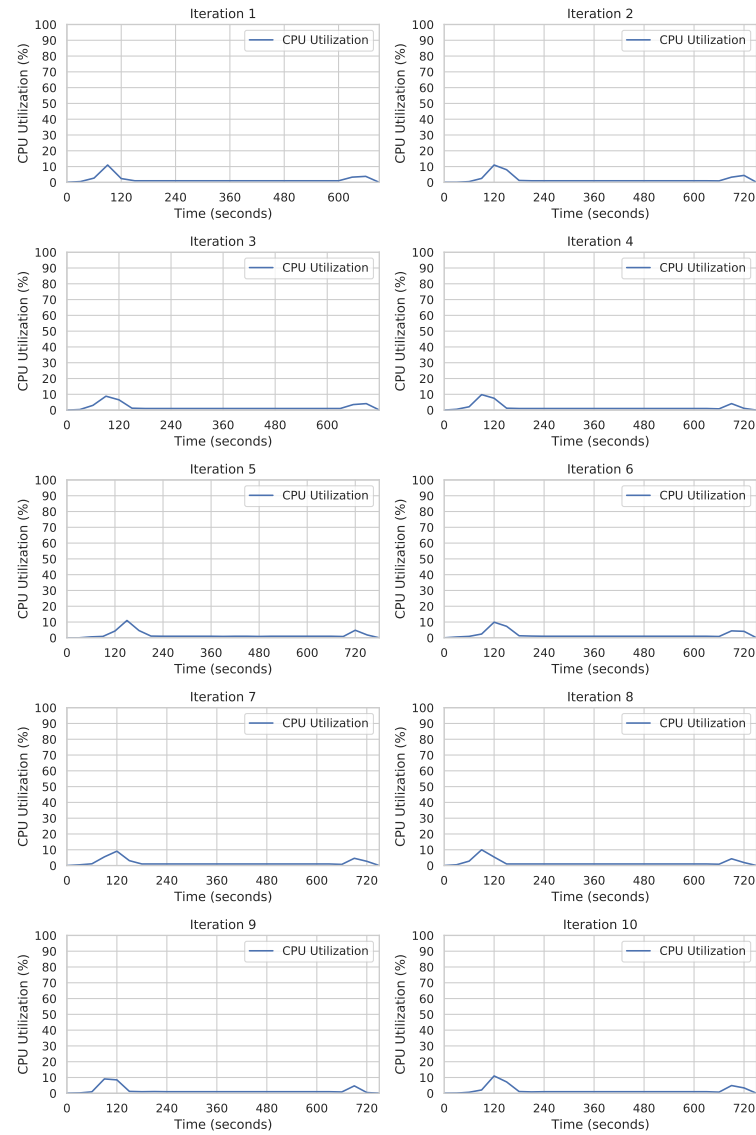 Iteration 1
CPU Utilization (%)
100
90
80
70
60
50
40
30
20
10
0
CPU Utilization
0 120 240 360 480 600
Time (seconds)
Iteration 2
CPU Utilization (%)
100
90
80
70
60
50
40
30
20
10
0
CPU Utilization
0 120 240 360 480 600 720
Time (seconds)
Iteration 3
CPU Utilization (%)
100
90
80
70
60
50
40
30
20
10
0
CPU Utilization
0 120 240 360 480 600
Time (seconds)
Iteration 4
CPU Utilization (%)
100
90
80
70
60
50
40
30
20
10
0
CPU Utilization
0 120 240 360 480 600 720
Time (seconds)
Iteration 5
CPU Utilization (%)
100
90
80
70
60
50
40
30
20
10
0
CPU Utilization
0 120 240 360 480 600 720
Time (seconds)
Iteration 6
CPU Utilization (%)
100
90
80
70
60
50
40
30
20
10
0
CPU Utilization
0 120 240 360 480 600 720
Time (seconds)
Iteration 7
CPU Utilization (%)
100
90
80
70
60
50
40
30
20
10
0
CPU Utilization
0 120 240 360 480 600 720
Time (seconds)
Iteration 8
CPU Utilization (%)
100
90
80
70
60
50
40
30
20
10
0
CPU Utilization
0 120 240 360 480 600 720
Time (seconds)
Iteration 9
CPU Utilization (%)
100
90
80
70
60
50
40
30
20
10
0
CPU Utilization
0 120 240 360 480 600 720
Time (seconds)
Iteration 10
CPU Utilization (%)
100
90
80
70
60
50
40
30
20
10
0
CPU Utilization
0 120 240 360 480 600 720
Time (seconds)